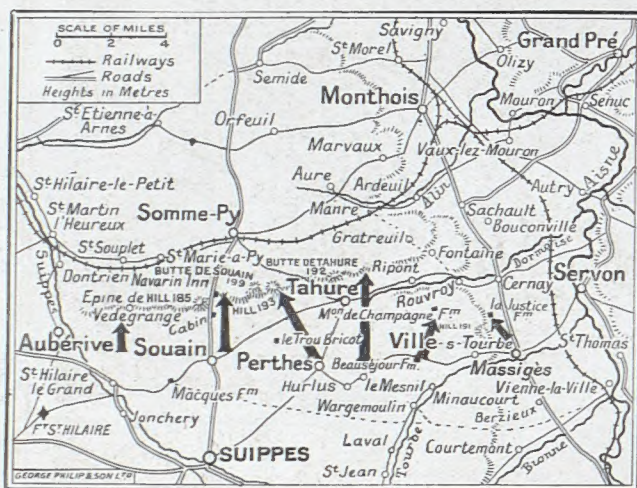 SCALE OF MILES
0 2 4
Railways
Roads
Heights in Metres
Savigny
St Morel
Grand Pré
Olizy
Semide
Monthois
Mouron
Senuc
St Etienne-à-
Arnes
Orfeuil
Marvaux
Vaux-lez-Mouron
Aure
Ardeuil
Alin
Autry
Aisne
St Hilaire-le-Petit
St Martin
l'Heureux
Somme-Py
Manre
Sachault
Bouconville
Gratreuil
St Souplet
St Marie-a-Py
BUTTE DE TAHURE
192
Fontaine
Dormoise
Dontrien
Navarin Inn
BUTTE DE SOUAIN
199
Ripont
Suippes
Tahure
Rouvroy
Cernay
Servon
Epine de
Vedegrange
HILL 185
HILL 193
Mon de Champagne
Fm
HILL 191
la Justice
Fm
Cabin
Aubérive
Souain
le Trou Bricot
Ville-s-Tourbe
St Thomas
Perthes
Beauséjour Fm.
Massigès
St Hilaire
le Grand
Macques Fm
Hurlus
le Mesnil
Minaucourt
Vienne-la-Ville
Wargemoulin
Berzieux
Jonchery
Ft St HILAIRE
Laval
Tourbe
Courtemont
Bionne
SUIPPES
St Jean
GEORGE PHILIP & SON LTD